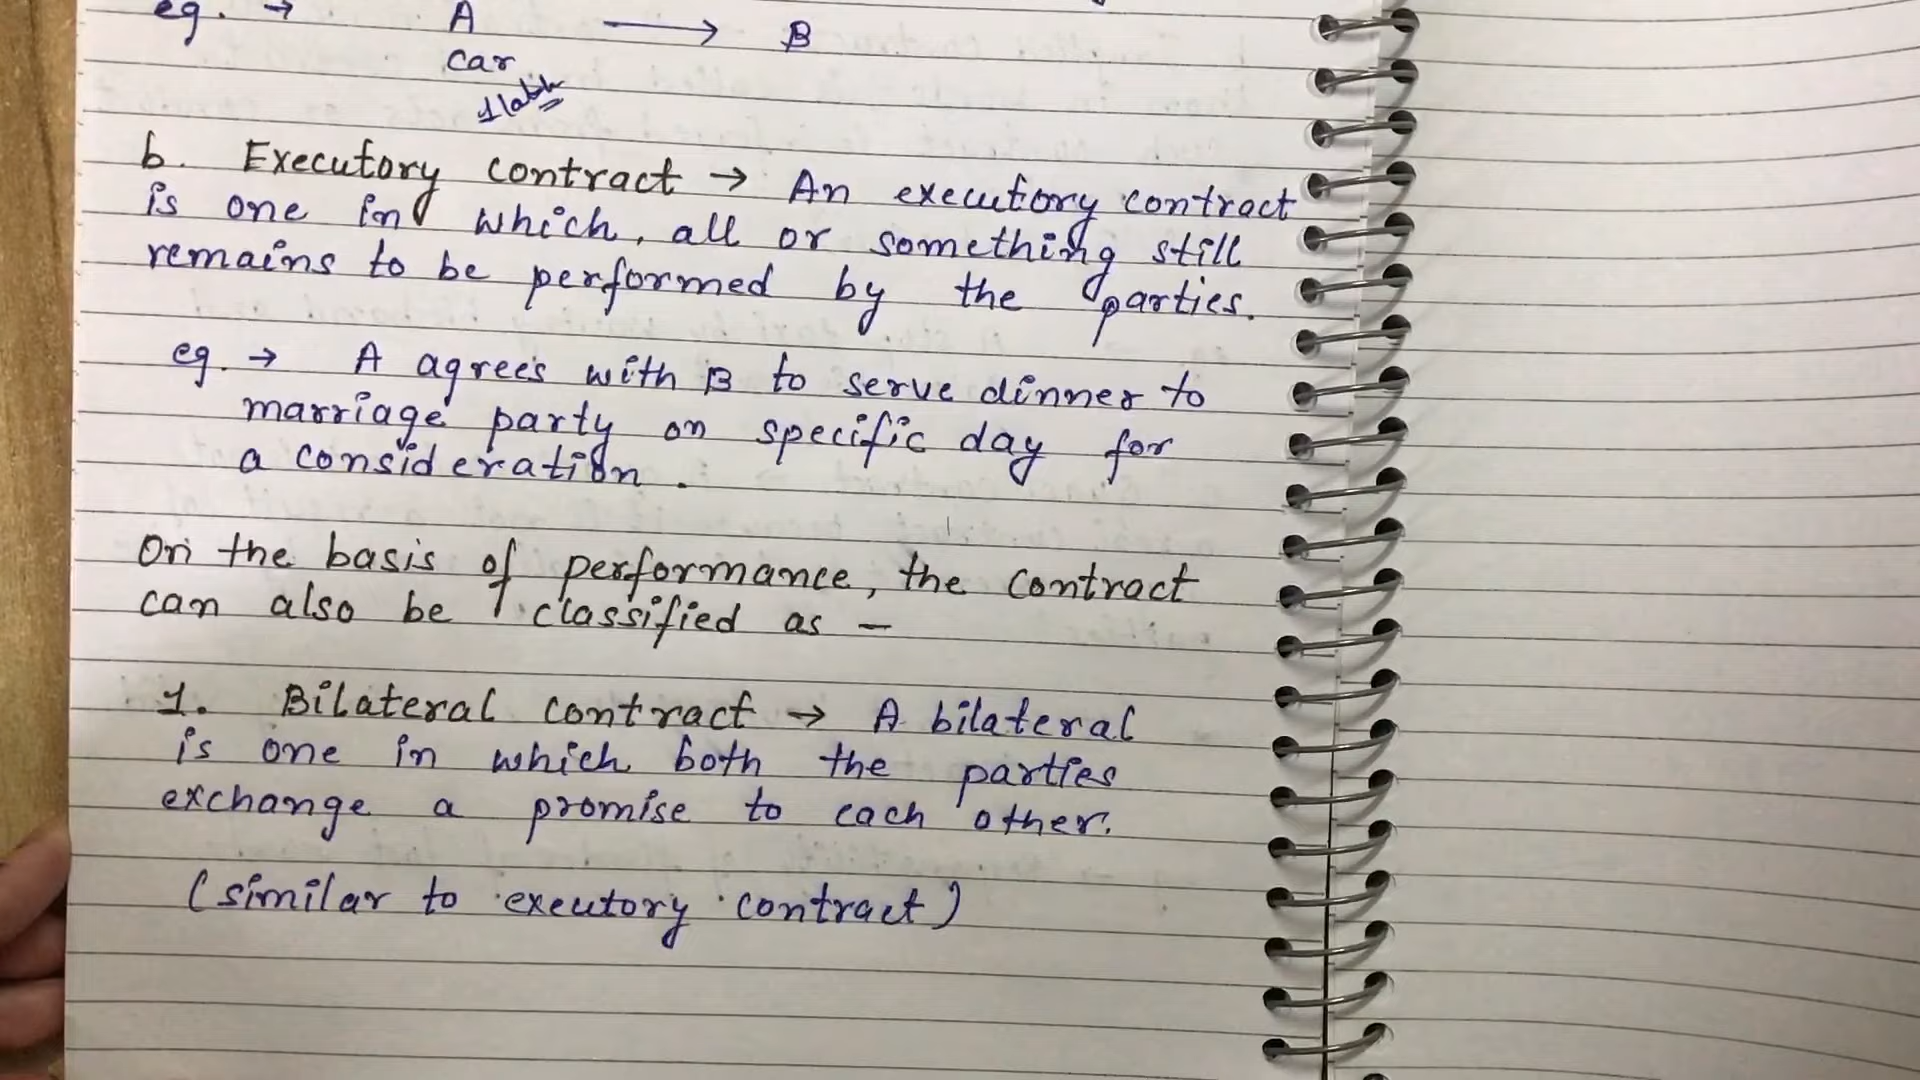 eg. → A → B
car
1 lakh
b. Executory contract → An executory contract
is one in which, all or something still
remains to be performed by the parties.
eg. → A agrees with B to serve dinner to
marriage party on specific day for
a consideration.
On the basis of performance, the contract
can also be classified as –
1. Bilateral contract → A bilateral
is one in which both the parties
exchange a promise to each other.
(similar to exeutory contract)